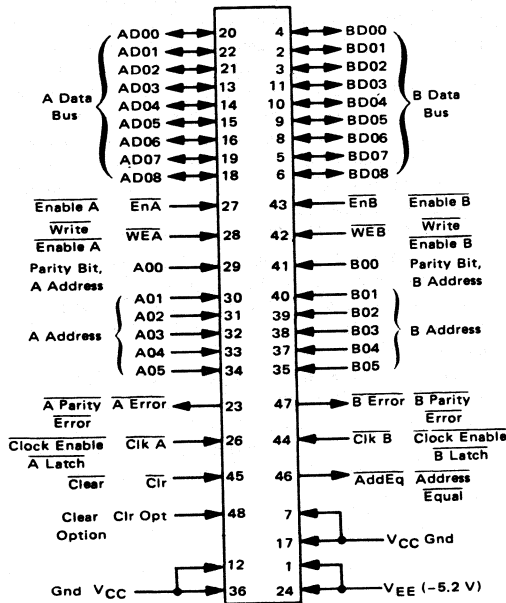 AD00 20 4 BD00
AD01 22 2 BD01
AD02 21 3 BD02
AD03 13 11 BD03
A Data AD04 14 10 BD04 B Data
Bus AD05 15 9 BD05 Bus
AD06 16 8 BD06
AD07 19 5 BD07
AD08 18 6 BD08
Enable A EnA 27 43 EnB Enable B
Write Write
Enable A WEA 28 42 WEB Enable B
Parity Bit, A00 29 41 B00 Parity Bit,
A Address B Address
A01 30 40 B01
A02 31 39 B02
A Address A03 32 38 B03 B Address
A04 33 37 B04
A05 34 35 B05
A Parity A Error 23 47 B Error B Parity
Error Error
Clock Enable Clk A 26 44 Clk B Clock Enable
A Latch B Latch
Clear Clr 45 46 AddEq Address
Equal
Clear Clr Opt 48 7
Option
17 VCC Gnd
12 1
Gnd VCC 36 24 VEE (-5.2 V)